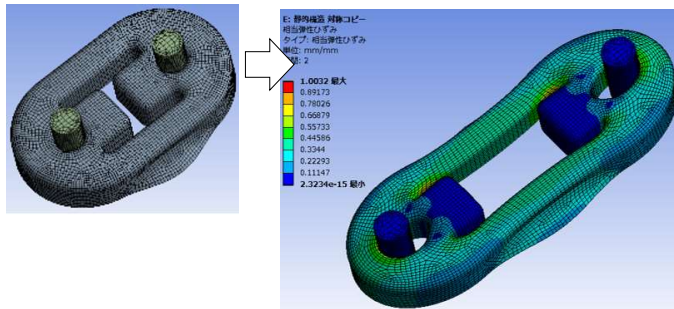 E: 静的構造 対称コピー
相当弾性ひずみ
タイプ: 相当弾性ひずみ
単位: mm/mm
: 2
1.0032 最大
0.89173
0.78026
0.66879
0.55733
0.44586
0.3344
0.22293
0.11147
2.3234e-15 最小